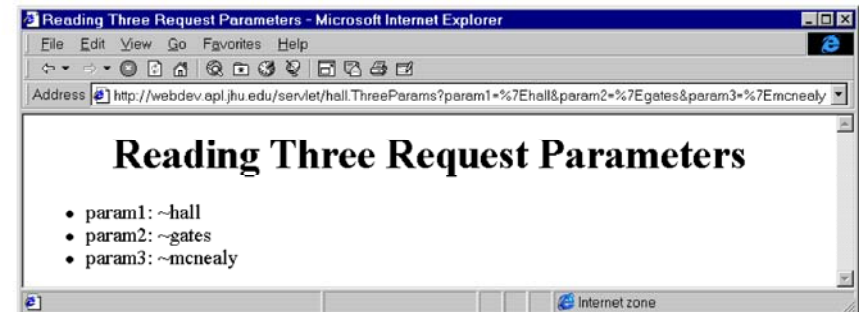 Reading Three Request Parameters - Microsoft Internet Explorer
File Edit View Go Favorites Help
Address http://webdev.apl.jhu.edu/servlet/hall.ThreeParams?param1=%7Ehall&param2=%7Egates&param3=%7Emcnealy
Reading Three Request Parameters
• param1: ~hall
• param2: ~gates
• param3: ~mcnealy
Internet zone